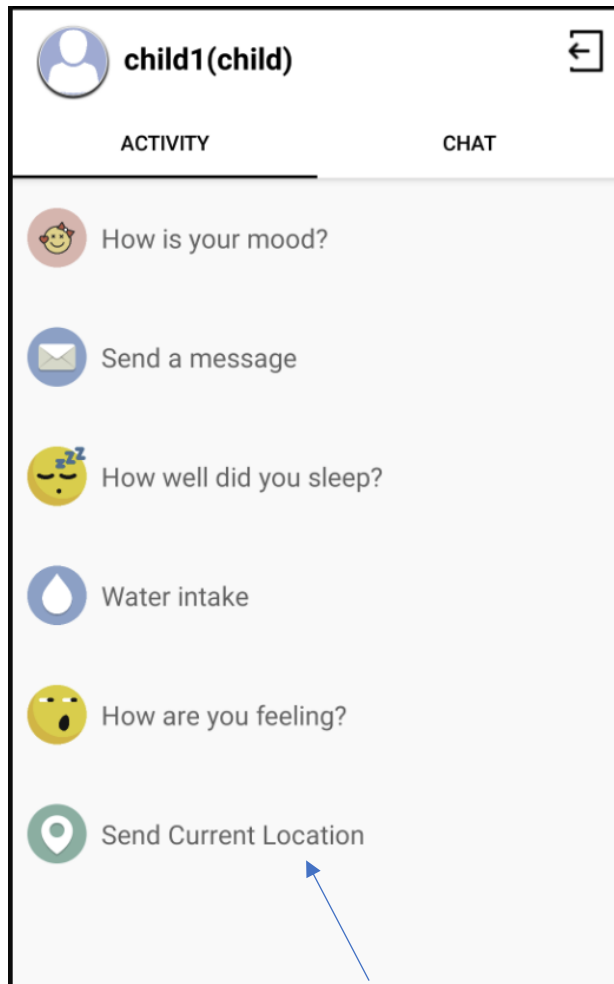 child1(child)
ACTIVITY CHAT
How is your mood?
Send a message
zzz
How well did you sleep?
Water intake
How are you feeling?
Send Current Location